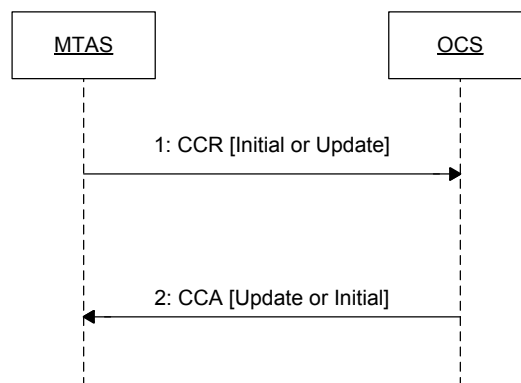 MTAS
OCS
1: CCR [Initial or Update]
2: CCA [Update or Initial]